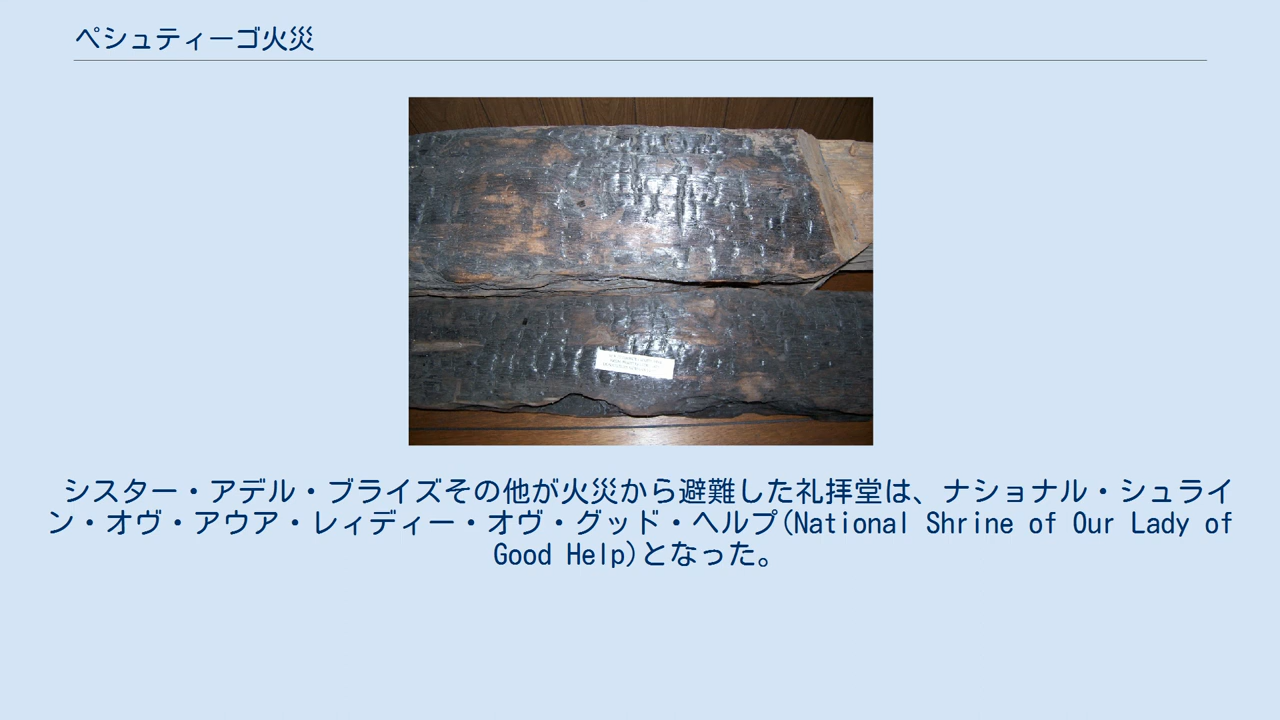 ペシュティーゴ火災
シスター・アデル・ブライズその他が火災から避難した礼拝堂は、ナショナル・シュライ
ン・オヴ・アウア・レィディー・オヴ・グッド・ヘルプ(National Shrine of Our Lady of
Good Help)となった。